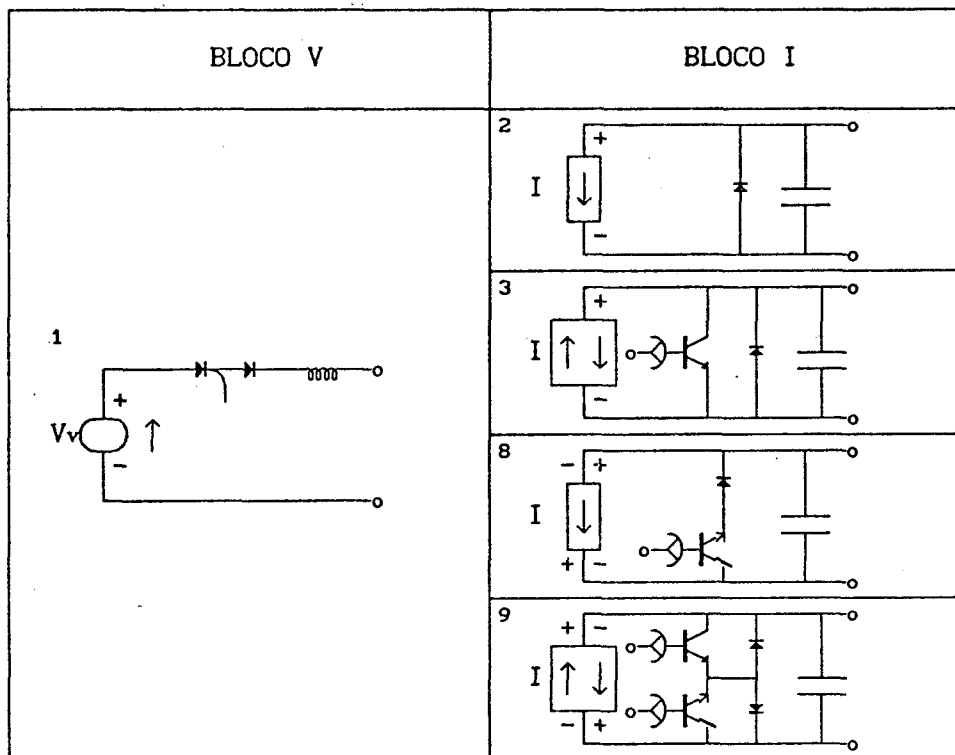 BLOCO V
BLOCO I
1
+
Vv
↑
-
2
+
I
↓
-
3
+
I
↑ ↓
-
8
- +
I
↓
+ -
9
+ -
I
↑ ↓
- +